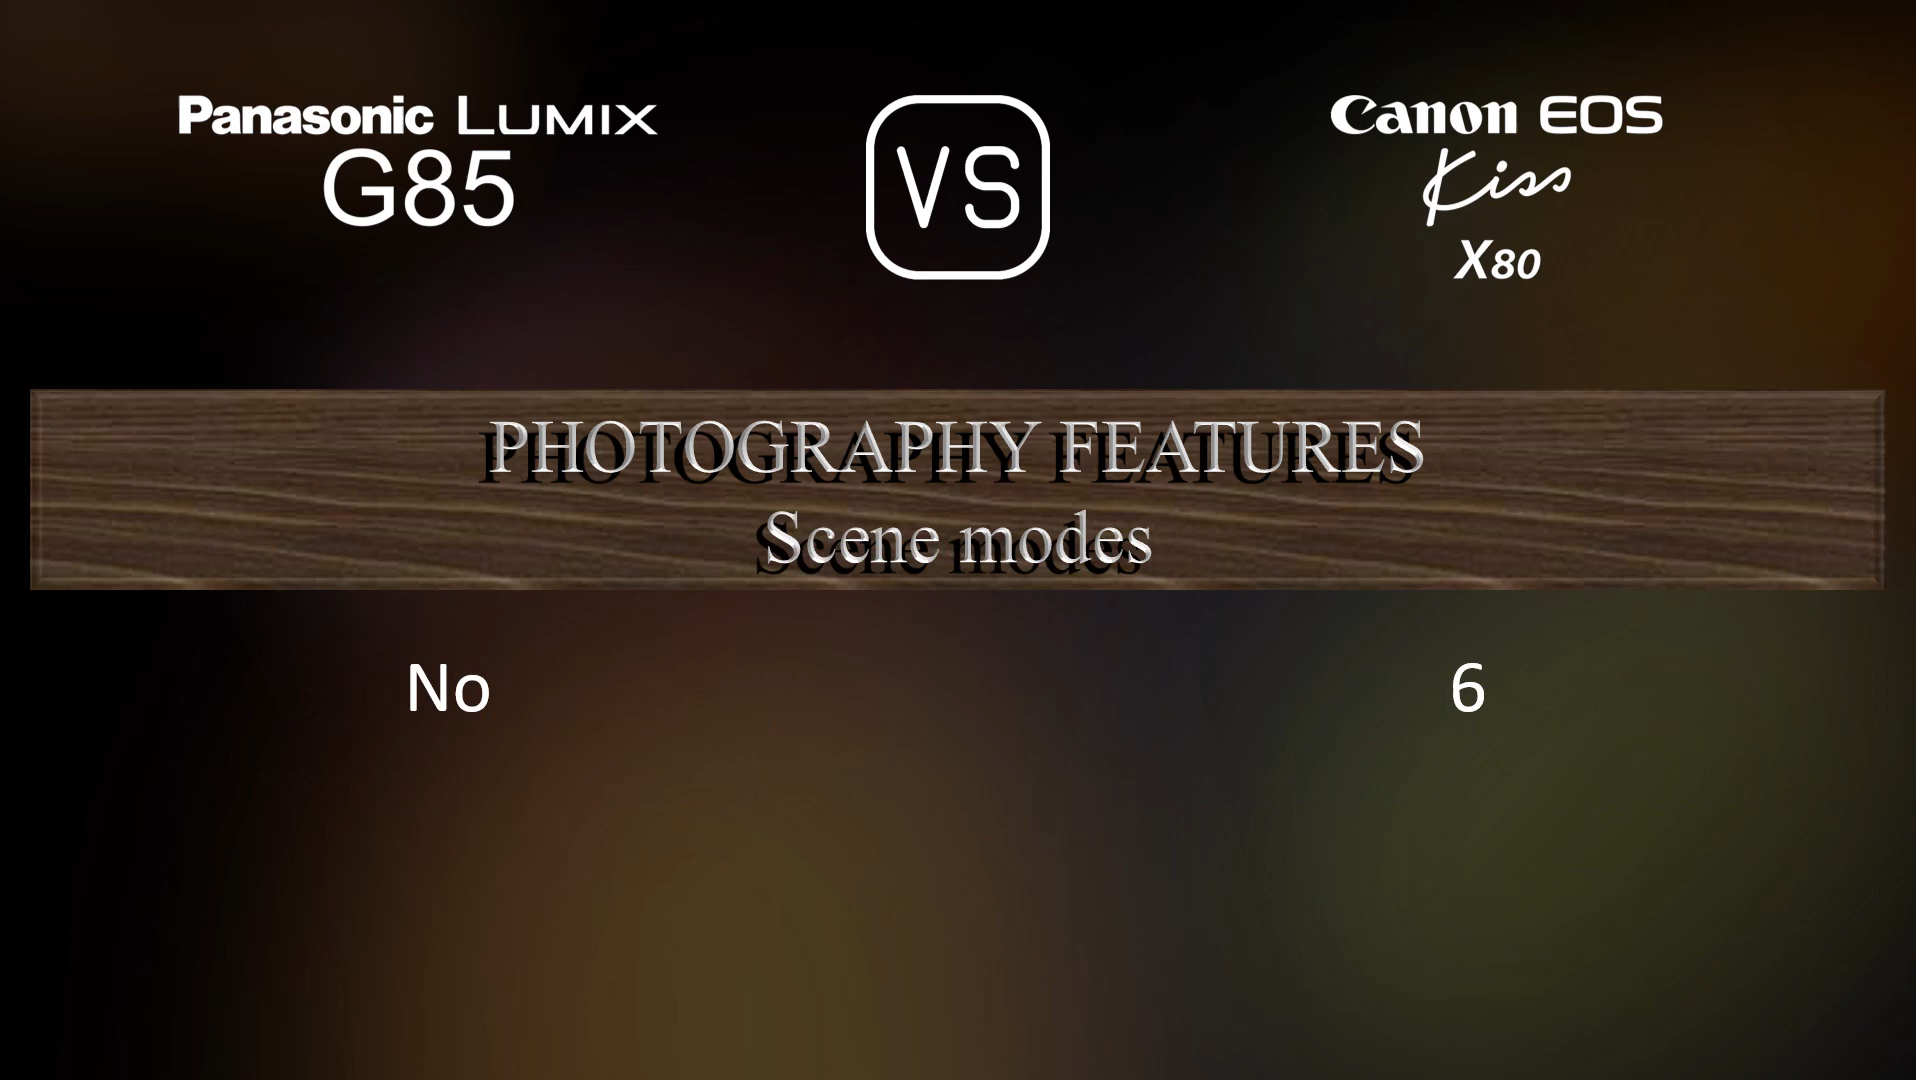 Panasonic LUMIX
G85
VS
Canon EOS
Kiss
X80
PHOTOGRAPHY FEATURES
Scene modes
No
6